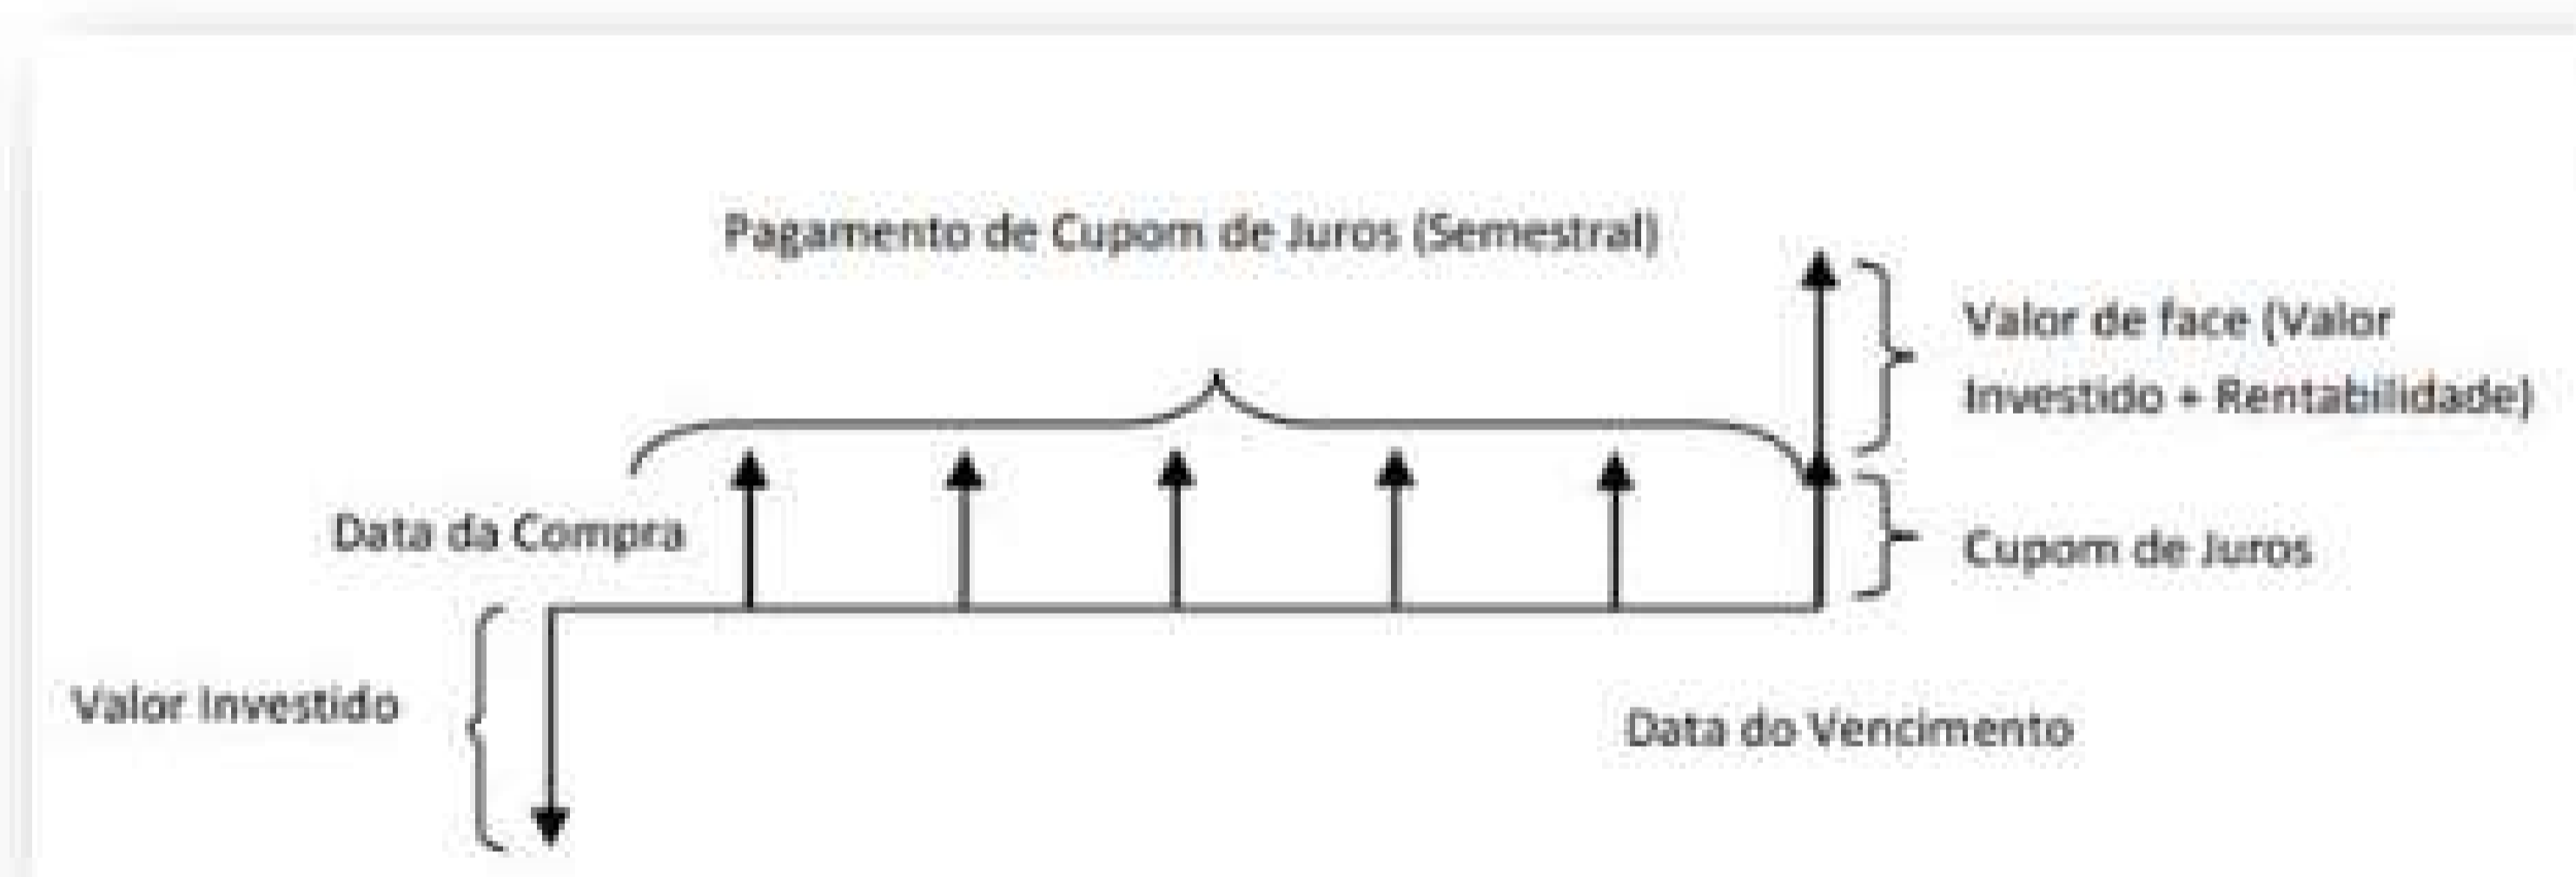 Pagamento de Cupom de Juros (Semestral)
Valor de face (Valor
Investido + Rentabilidade)
Data da Compra
Cupom de Juros
Valor Investido
Data do Vencimento